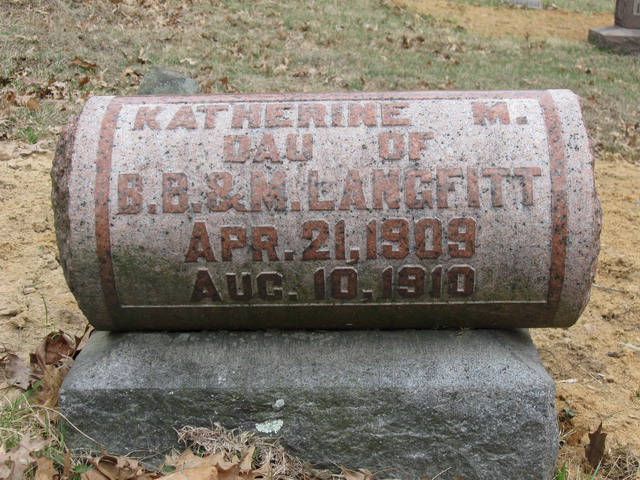 KATHERINE M.
DAU OF
B.B.&M.LANGFITT
APR.21,1909
AUG.10,1910